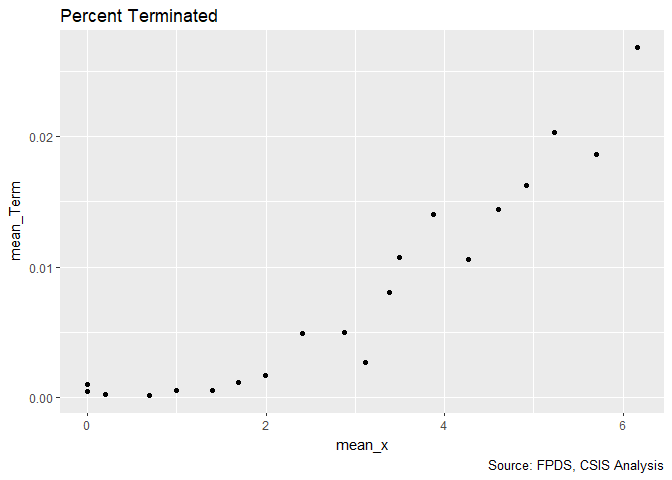 Percent Terminated
mean_Term
0.02
0.01
0.00
0
2
4
6
mean_x
Source: FPDS, CSIS Analysis